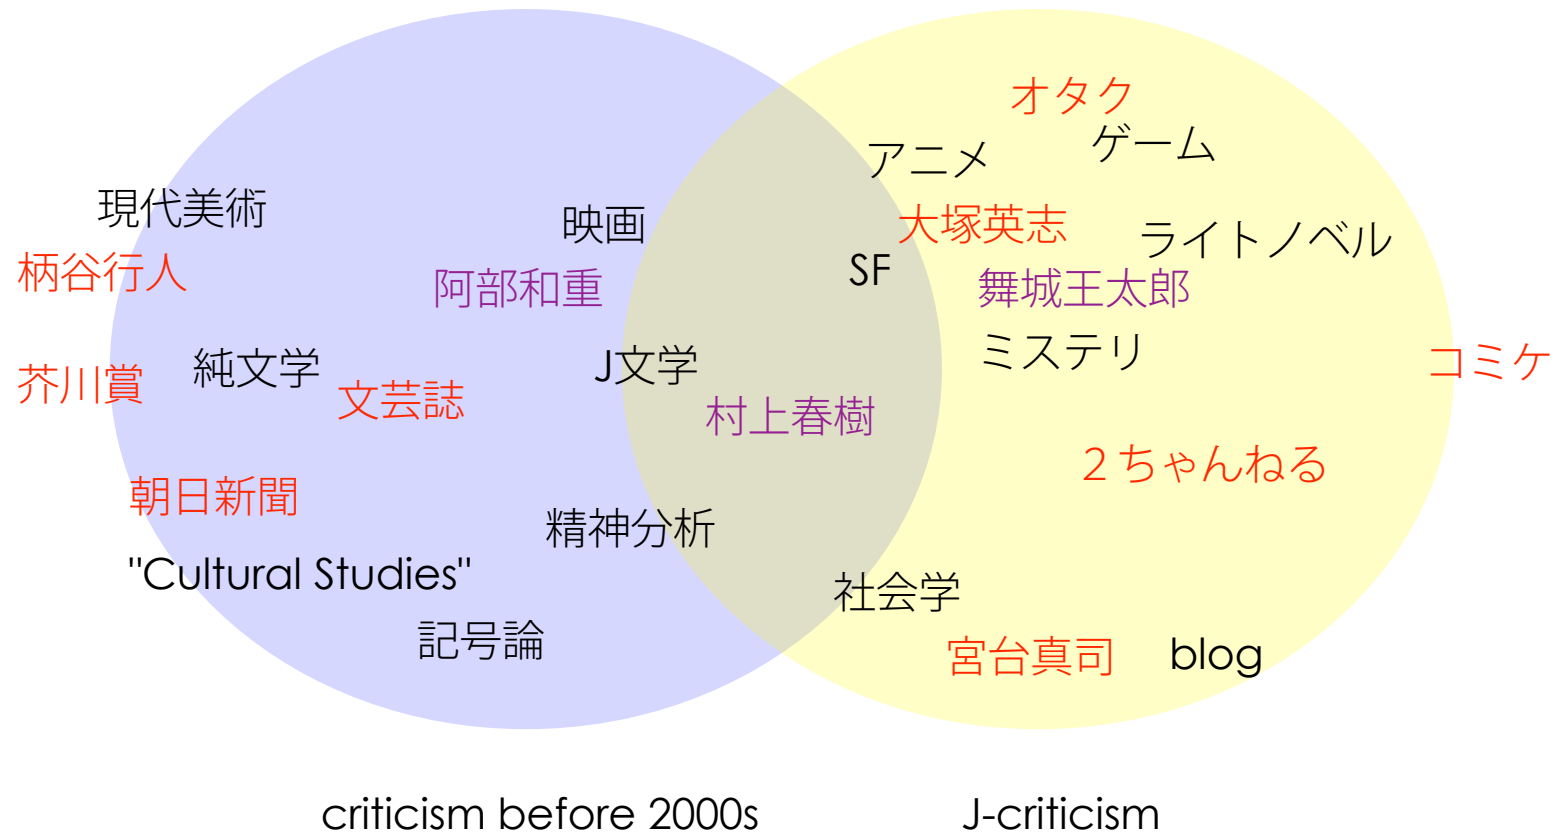 オタク
ゲーム
アニメ
現代美術
映画
大塚英志
ライトノベル
柄谷行人
阿部和重
SF
舞城王太郎
純文学
J文学
ミステリ
コミケ
芥川賞
文芸誌
村上春樹
２ちゃんねる
朝日新聞
精神分析
"Cultural Studies"
社会学
記号論
宮台真司
blog
criticism before 2000s
J-criticism